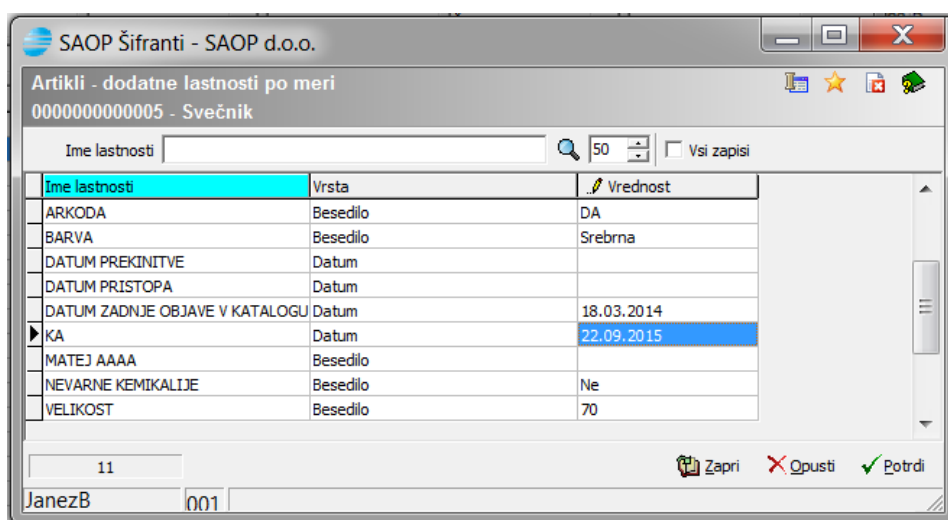 SAOP Šifranti - SAOP d.o.o.
Artikli - dodatne lastnosti po meri
0000000000005 - Svečnik
Ime lastnosti 50 Vsi zapisi
Ime lastnosti Vrsta Vrednost
ARKODA Besedilo DA
BARVA Besedilo Srebrna
DATUM PREKINITVE Datum
DATUM PRISTOPA Datum
DATUM ZADNJE OBJAVE V KATALOGU Datum 18.03.2014
KA Datum 22.09.2015
MATEJ AAAA Besedilo
NEVARNE KEMIKALIJE Besedilo Ne
VELIKOST Besedilo 70
11 Zapri Opusti Potrdi
JanezB 001